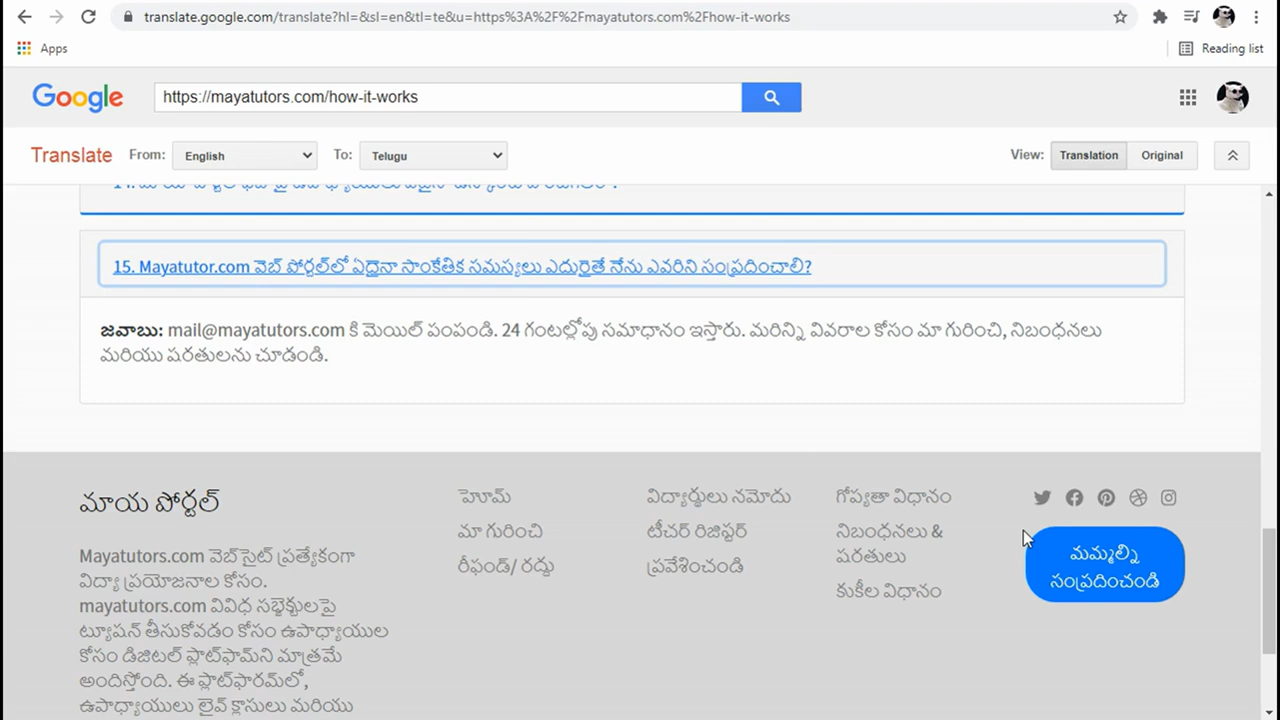 translate.google.com/translate?hl=&sl=en&tl=te&u=https%3A%2F%2Fmayatutors.com%2Fhow-it-works
Apps
Reading list
Google
https://mayatutors.com/how-it-works
Translate From: English To: Telugu View: Translation Original
15. Mayatutor.com వెబ్ పోర్టల్‌లో ఏదైనా సాంకేతిక సమస్యలు ఎదురైతే నేను ఎవరిని సంప్రదించాలి?
జవాబు: mail@mayatutors.com కి మెయిల్ పంపండి. 24 గంటల్లోపు సమాధానం ఇస్తారు. మరిన్ని వివరాల కోసం మా గురించి, నిబంధనలు
మరియు షరతులను చూడండి.
మాయ పోర్టల్
Mayatutors.com వెబ్‌సైట్ ప్రత్యేకంగా
విద్యా ప్రయోజనాల కోసం.
mayatutors.com వివిధ సబ్జెక్టులపై
ట్యూషన్ తీసుకోవడం కోసం ఉపాధ్యాయుల
కోసం డిజిటల్ ప్లాట్‌ఫామ్‌ని మాత్రమే
అందిస్తోంది. ఈ ప్లాట్‌ఫారమ్‌లో,
ఉపాధ్యాయులు లైవ్ క్లాసులు మరియు
హెూమ్
మా గురించి
రీఫండ్/ రద్దు
విద్యార్థులు నమోదు
టీచర్ రిజిష్టర్
ప్రవేశించండి
గోప్యతా విధానం
నిబంధనలు &
షరతులు
కుకీల విధానం
మమ్మల్ని
సంప్రదించండి